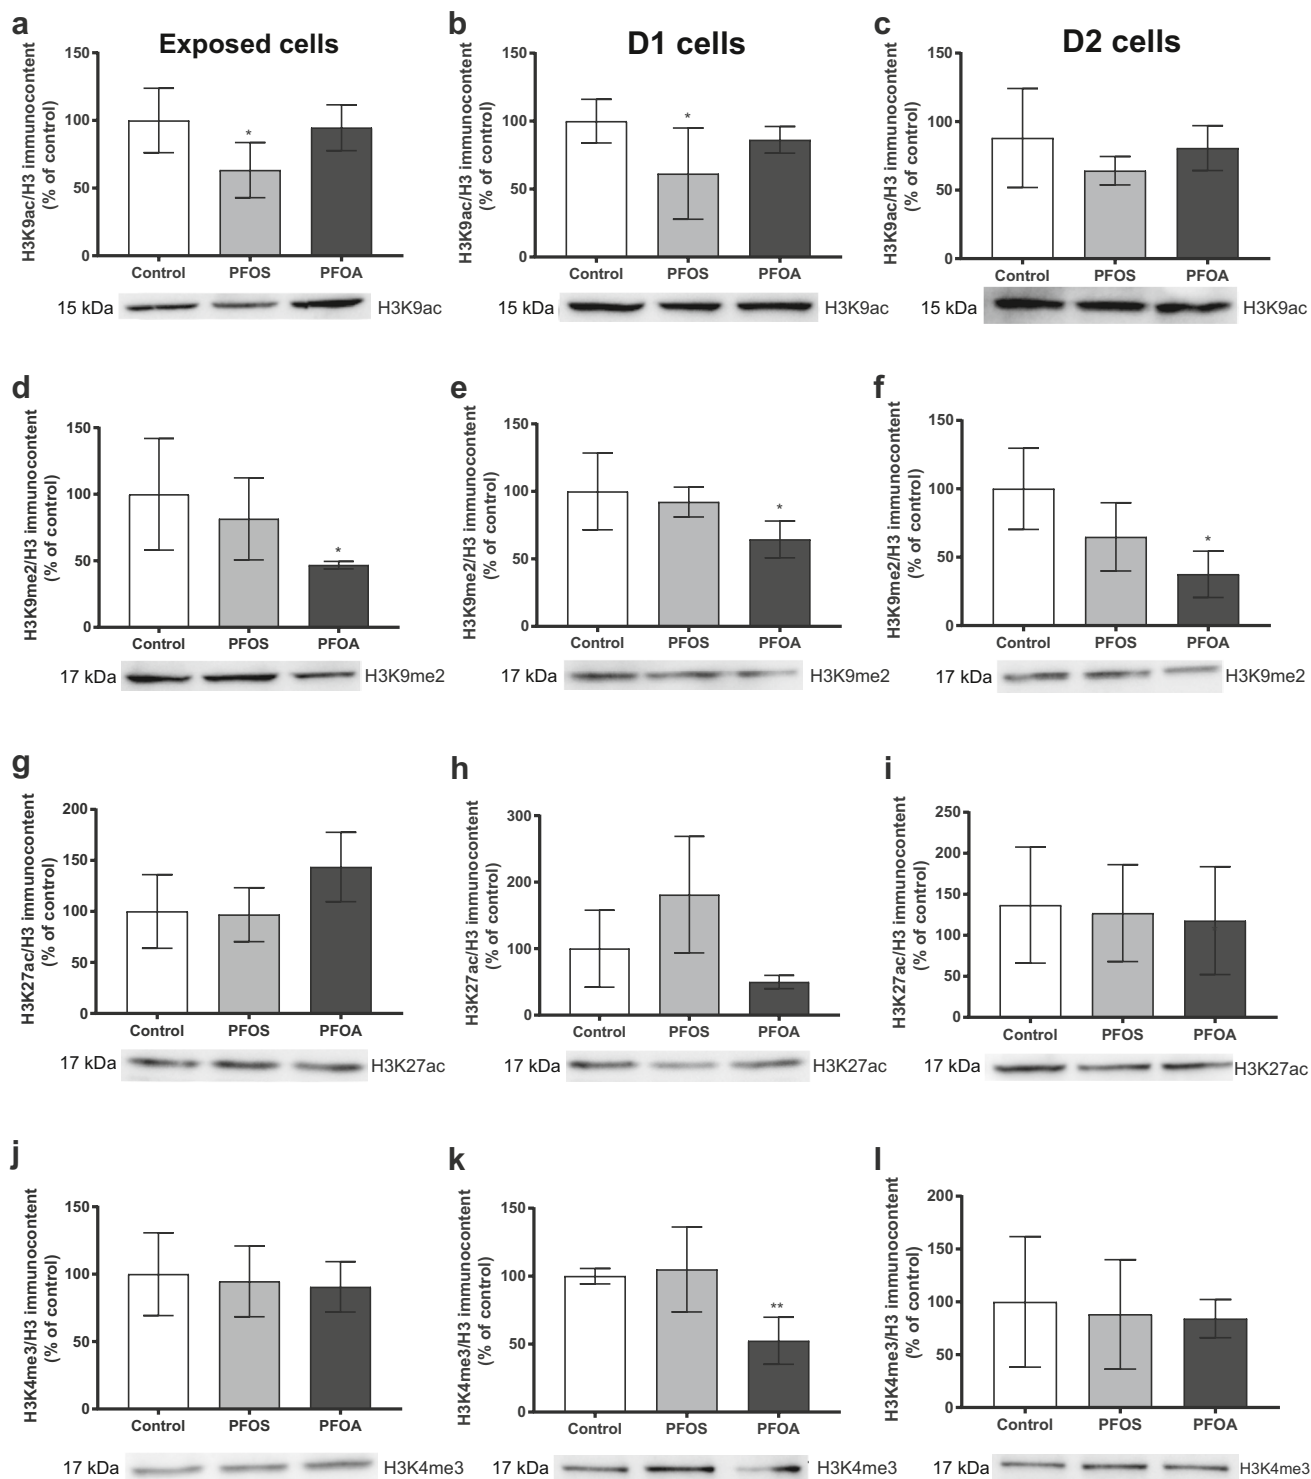 a
Exposed cells
H3K9ac/H3 immunocontent
(% of control)
150
100
50
0
*
Control PFOS PFOA
15 kDa H3K9ac
b
D1 cells
H3K9ac/H3 immunocontent
(% of control)
150
100
50
0
*
Control PFOS PFOA
15 kDa H3K9ac
c
D2 cells
H3K9ac/H3 immunocontent
(% of control)
150
100
50
0
Control PFOS PFOA
15 kDa H3K9ac
d
H3K9me2/H3 immunocontent
(% of control)
150
100
50
0
*
Control PFOS PFOA
17 kDa H3K9me2
e
H3K9me2/H3 immunocontent
(% of control)
150
100
50
0
*
Control PFOS PFOA
17 kDa H3K9me2
f
H3K9me2/H3 immunocontent
(% of control)
150
100
50
0
*
Control PFOS PFOA
17 kDa H3K9me2
g
H3K27ac/H3 immunocontent
(% of control)
200
150
100
50
0
Control PFOS PFOA
17 kDa H3K27ac
h
H3K27ac/H3 immunocontent
(% of control)
300
200
100
0
Control PFOS PFOA
17 kDa H3K27ac
i
H3K27ac/H3 immunocontent
(% of control)
250
200
150
100
50
0
Control PFOS PFOA
17 kDa H3K27ac
j
H3K4me3/H3 immunocontent
(% of control)
150
100
50
0
Control PFOS PFOA
17 kDa H3K4me3
k
H3K4me3/H3 immunocontent
(% of control)
150
100
50
0
**
Control PFOS PFOA
17 kDa H3K4me3
l
H3K4me3/H3 immunocontent
(% of control)
200
150
100
50
0
Control PFOS PFOA
17 kDa H3K4me3